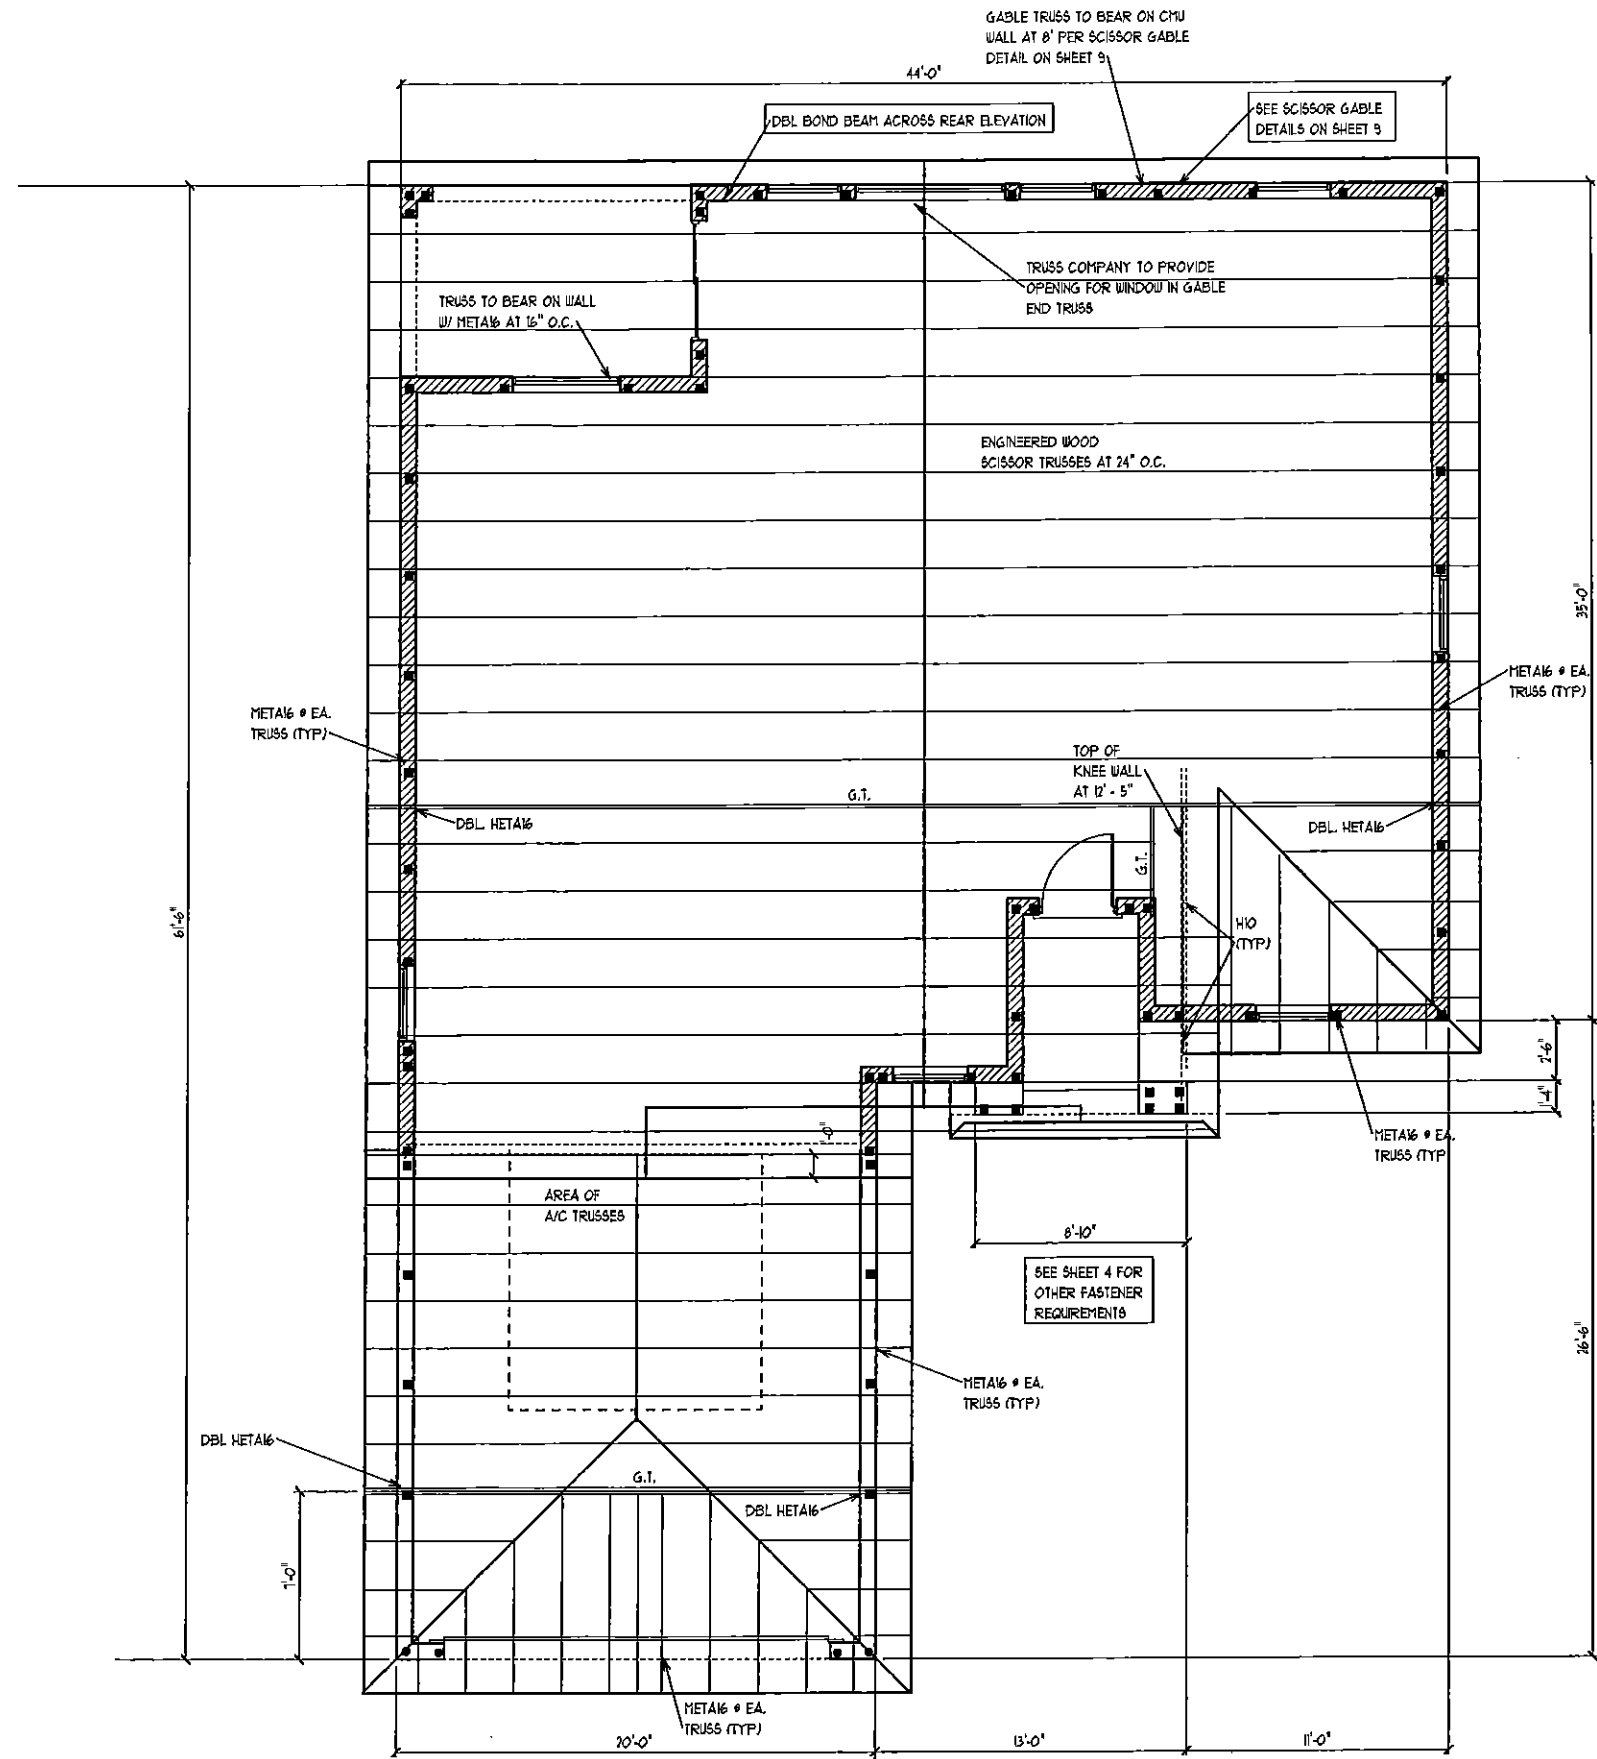 GABLE TRUSS TO BEAR ON CMU
WALL AT 8' PER SCISSOR GABLE
DETAIL ON SHEET 9
44'-0"
DBL BOND BEAM ACROSS REAR ELEVATION
SEE SCISSOR GABLE
DETAILS ON SHEET 9
TRUSS COMPANY TO PROVIDE
OPENING FOR WINDOW IN GABLE
END TRUSS
TRUSS TO BEAR ON WALL
W/ META16 AT 16" O.C.
ENGINEERED WOOD
SCISSOR TRUSSES AT 24" O.C.
35'-0"
META16 @ EA.
TRUSS (TYP)
META16 @ EA.
TRUSS (TYP)
TOP OF
KNEE WALL
AT 12' - 5"
G.T.
DBL HETA16
DBL. HETA16
G.T.
61'-6"
H10
(TYP)
2'-6"
1'-4"
META16 @ EA.
TRUSS (TYP
AREA OF
A/C TRUSSES
8'-10"
SEE SHEET 4 FOR
OTHER FASTENER
REQUIREMENTS
26'-6"
META16 @ EA.
TRUSS (TYP)
DBL HETA16
G.T.
DBL HETA16
7'-0"
META16 @ EA.
TRUSS (TYP)
20'-0"
13'-0"
11'-0"